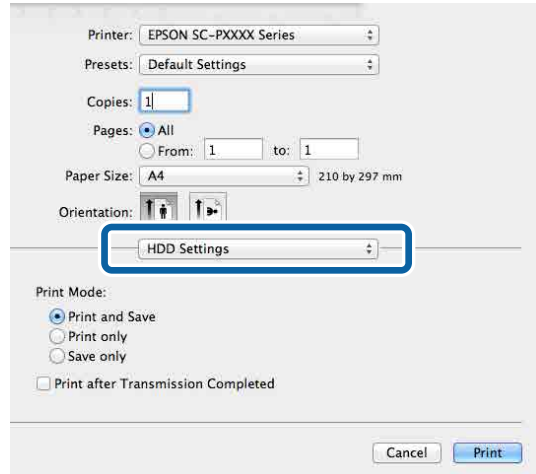 Printer: EPSON SC-PXXXX Series
Presets: Default Settings
Copies: 1
Pages: All
From: 1 to: 1
Paper Size: A4 210 by 297 mm
Orientation:
HDD Settings
Print Mode:
Print and Save
Print only
Save only
Print after Transmission Completed
Cancel Print